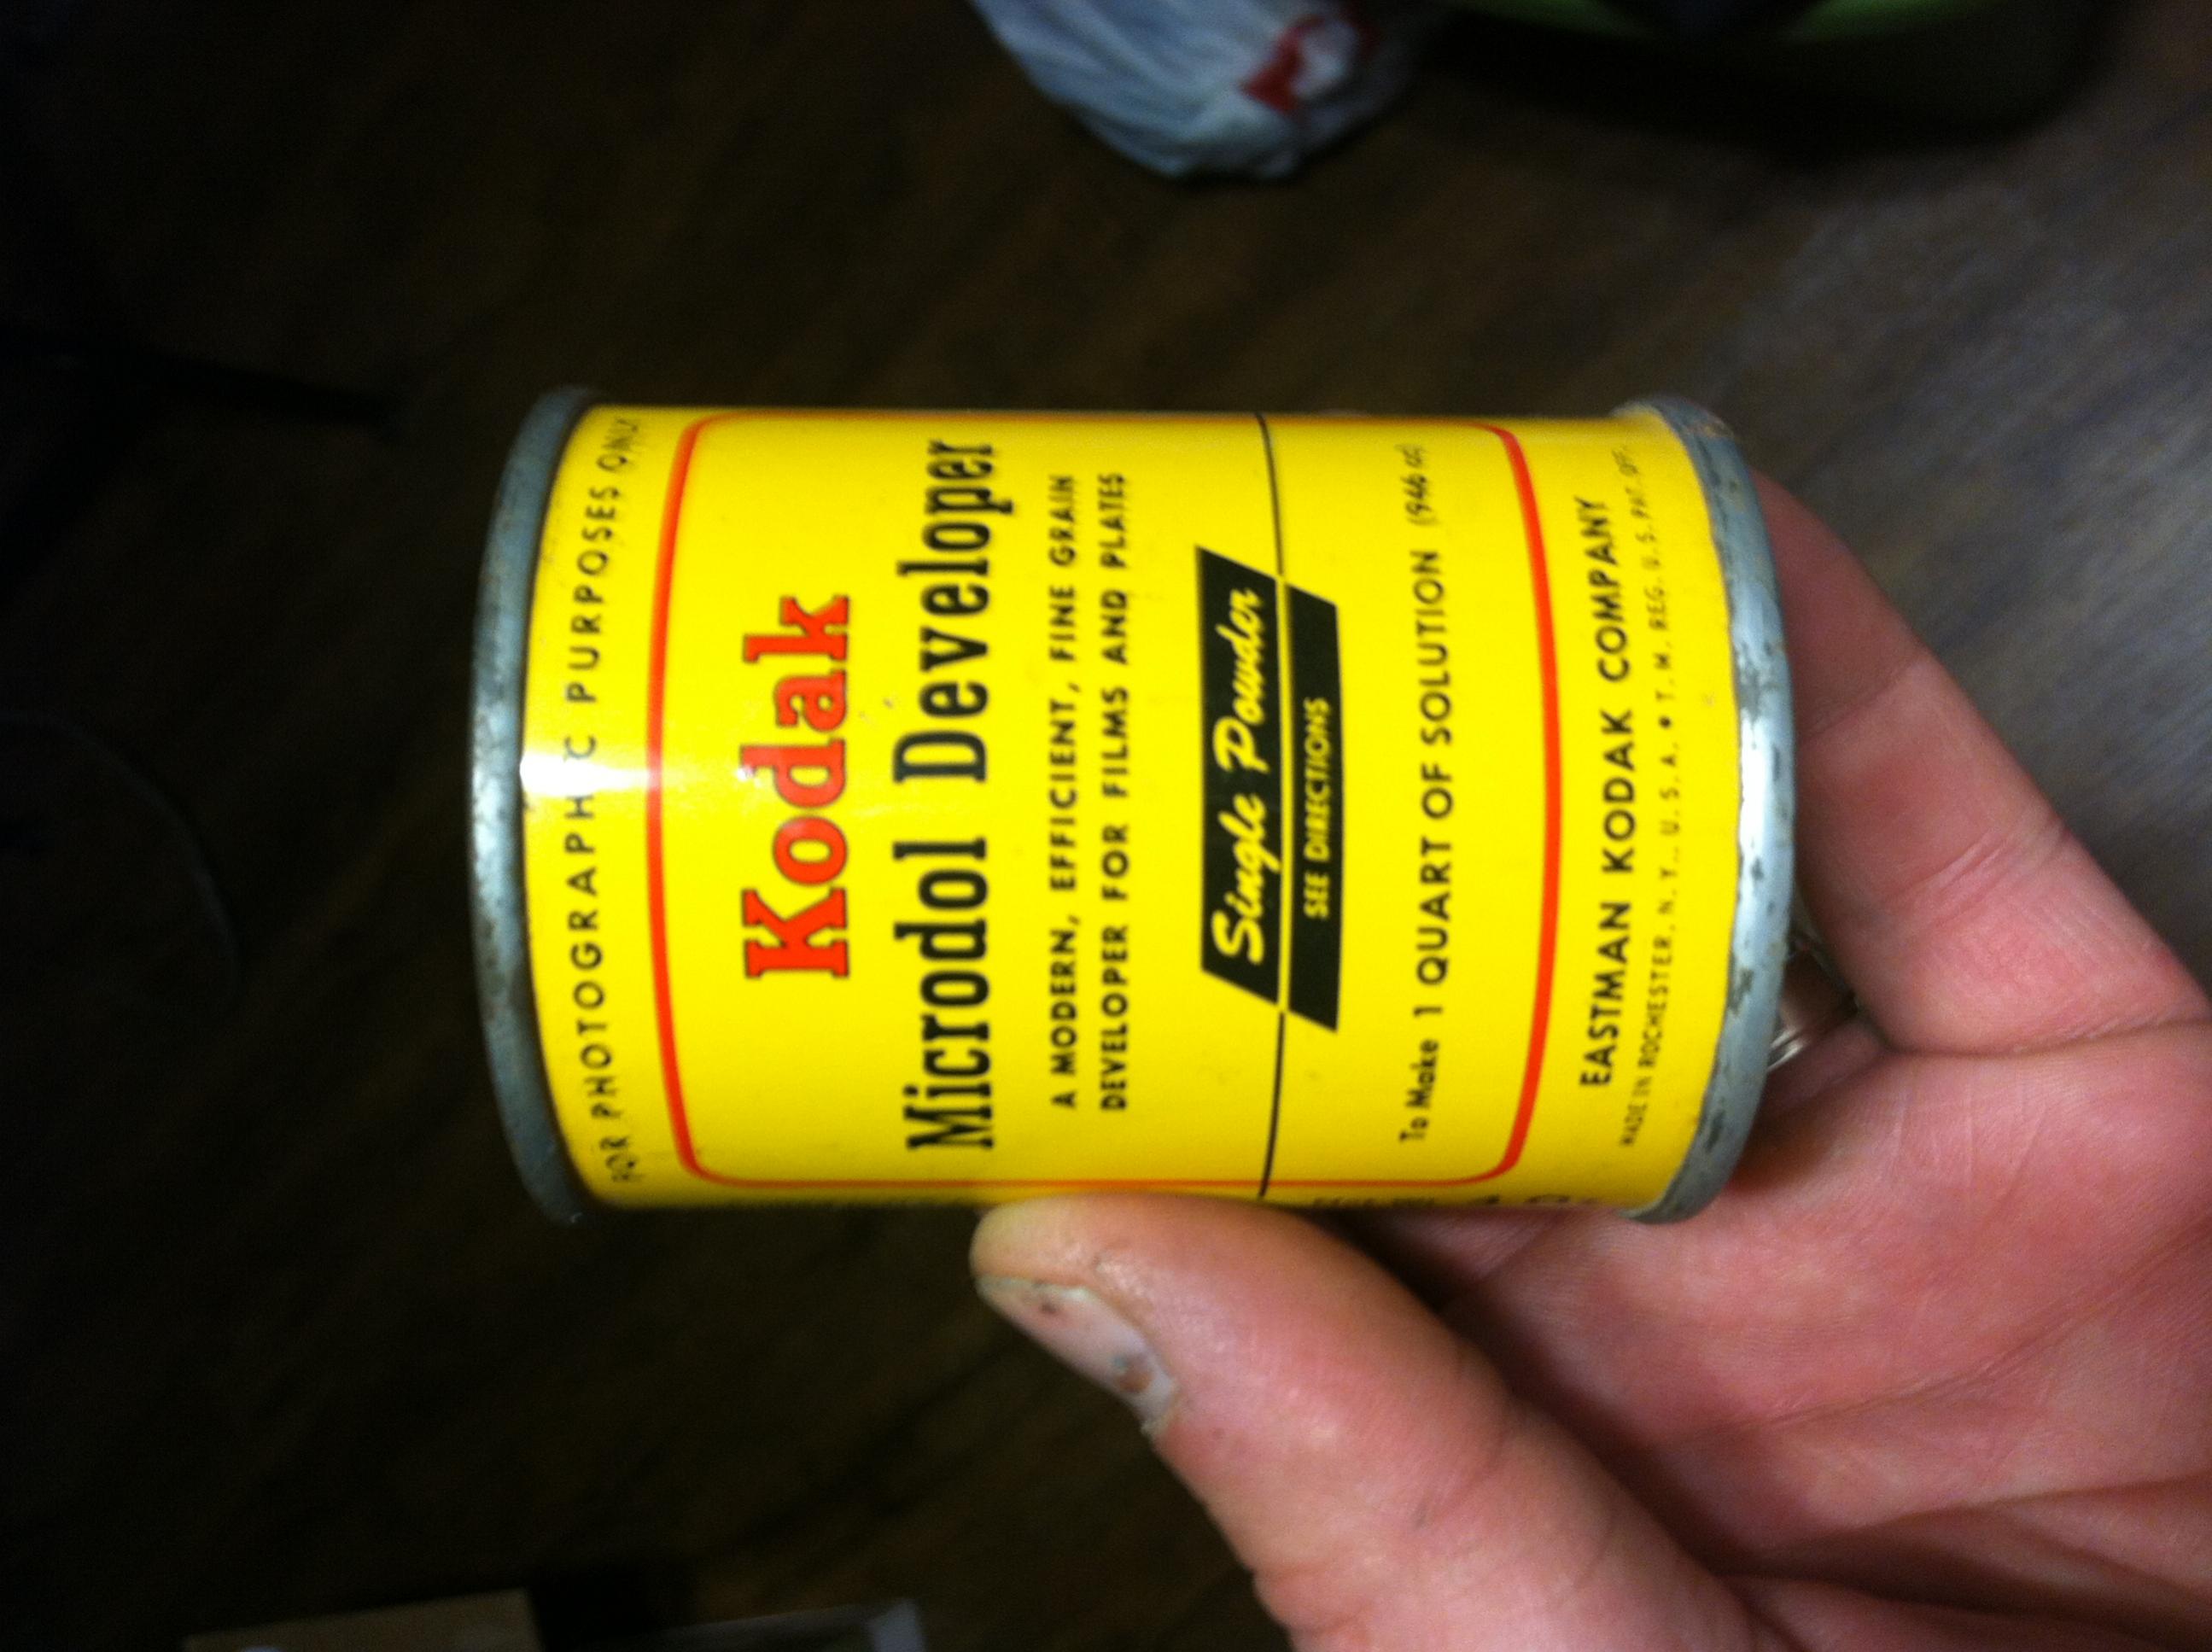 FOR PHOTOGRAPHIC PURPOSES ONLY
Kodak
Microdol Developer
A MODERN, EFFICIENT, FINE GRAIN
DEVELOPER FOR FILMS AND PLATES
Single Powder
SEE DIRECTIONS
To Make 1 QUART OF SOLUTION (946 cc)
EASTMAN KODAK COMPANY
MADE IN ROCHESTER, N.Y., U.S.A. • T.M. REG. U.S. PAT. OFF.